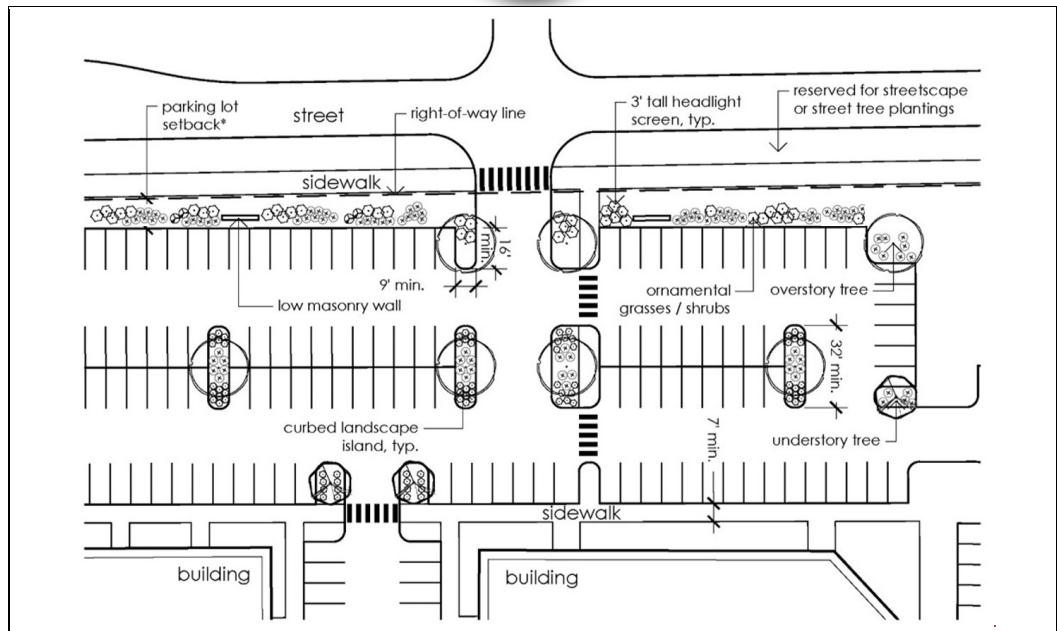 parking lot
setback*
street
right-of-way line
3' tall headlight
screen, typ.
reserved for streetscape
or street tree plantings
sidewalk
16'
min.
9' min.
low masonry wall
ornamental
grasses / shrubs
overstory tree
32' min.
curbed landscape
island, typ.
7' min.
understory tree
sidewalk
building
building